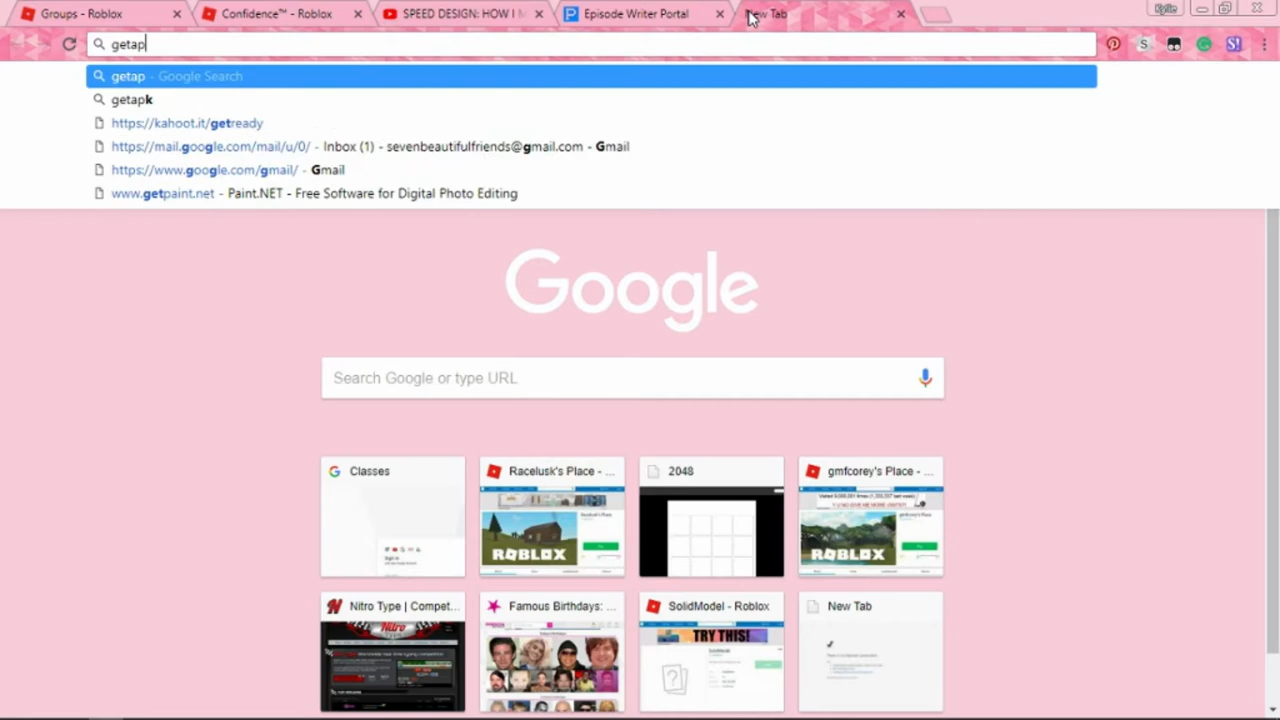 Groups - Roblox
Confidence™ - Roblox
SPEED DESIGN: HOW I M
Episode Writer Portal
New Tab
Kylie
getap
getap - Google Search
getapk
https://kahoot.it/getready
https://mail.google.com/mail/u/0/ - Inbox (1) - sevenbeautifulfriends@gmail.com - Gmail
https://www.google.com/gmail/ - Gmail
www.getpaint.net - Paint.NET - Free Software for Digital Photo Editing
Google
Search Google or type URL
Classes
Racelusk's Place - ...
2048
gmfcorey's Place - ...
ROBLOX
ROBLOX
Nitro Type | Compet...
Famous Birthdays: ...
SolidModel - Roblox
New Tab
Nitro
TRY THIS!